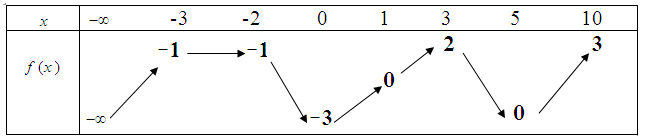 x −∞ -3 -2 0 1 3 5 10
−1 −1 2 3
f (x) 0
−∞ −3 0